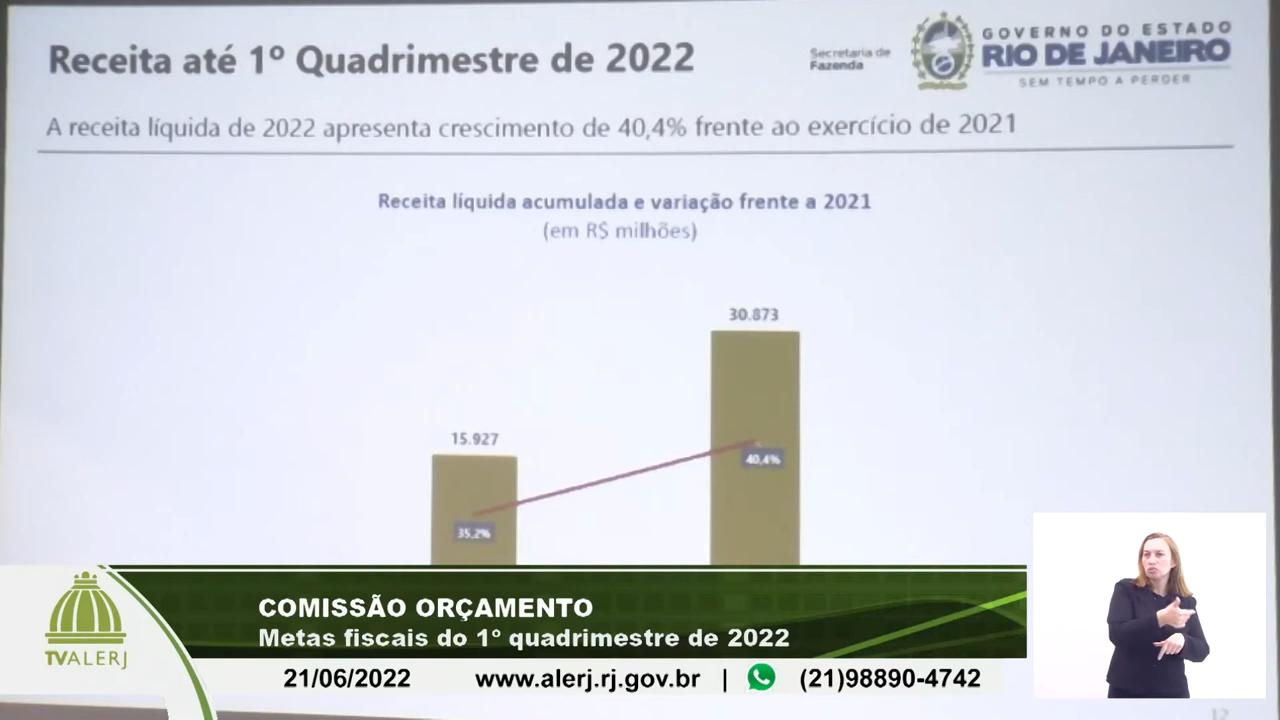 Receita até 1º Quadrimestre de 2022
Secretaria de
Fazenda
GOVERNO DO ESTADO
RIO DE JANEIRO
SEM TEMPO A PERDER
A receita líquida de 2022 apresenta crescimento de 40,4% frente ao exercício de 2021
Receita líquida acumulada e variação frente a 2021
(em R$ milhões)
30.873
15.927
40,4%
35,2%
COMISSÃO ORÇAMENTO
Metas fiscais do 1º quadrimestre de 2022
TVALERJ
21/06/2022 www.alerj.rj.gov.br | (21)98890-4742
12